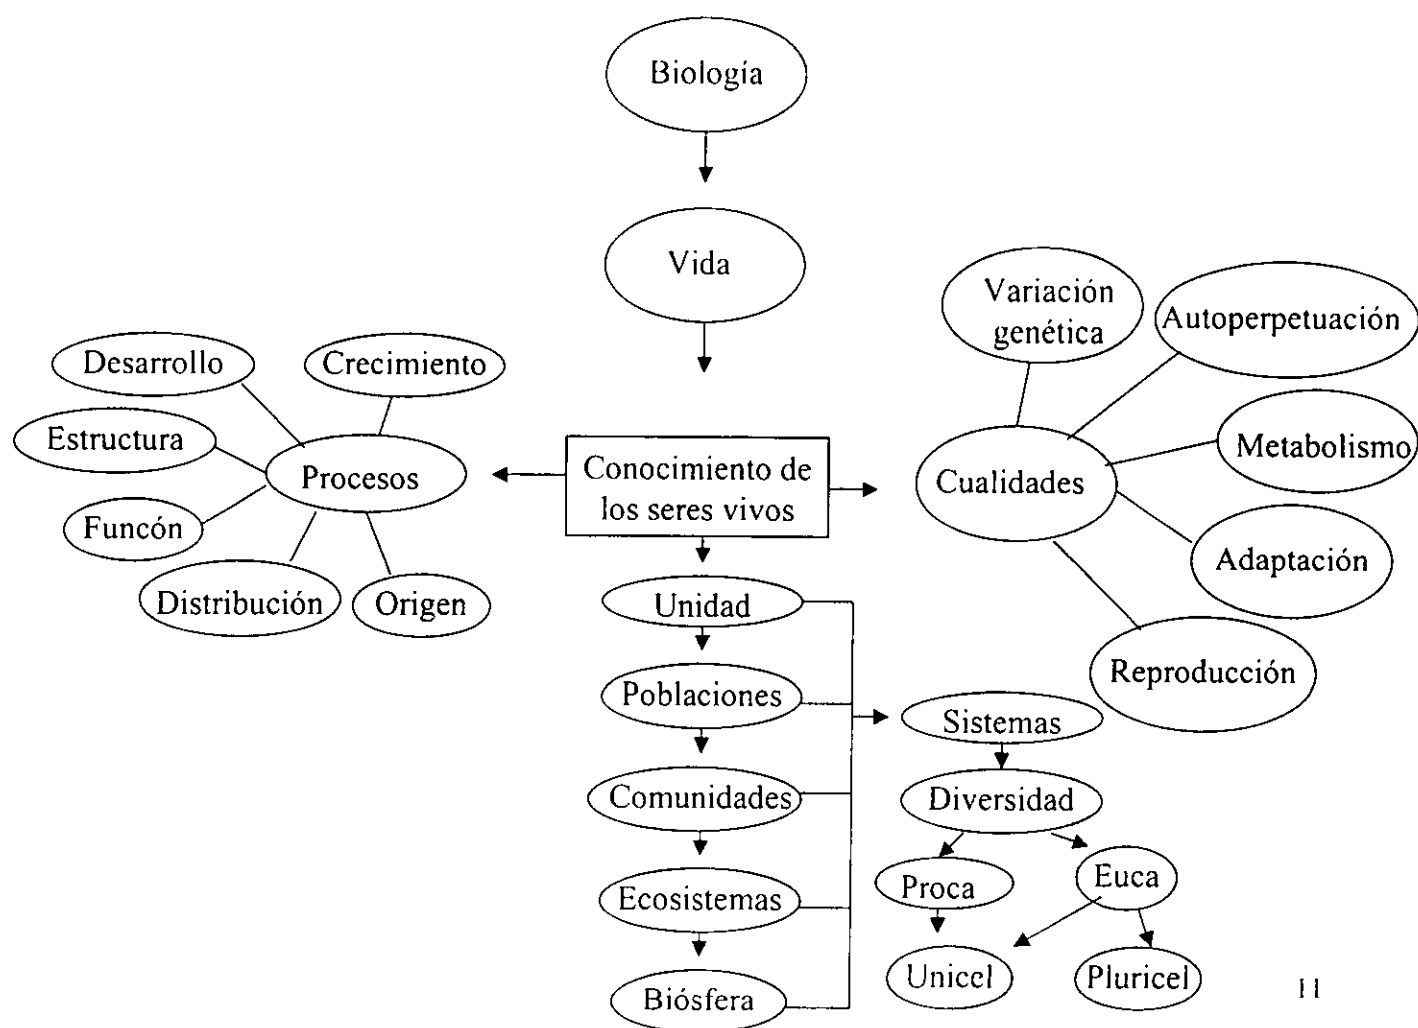 Biología
Vida
Variación
genética
Autoperpetuación
Desarrollo
Crecimiento
Estructura
Metabolismo
Procesos
Conocimiento de
los seres vivos
Cualidades
Funcón
Adaptación
Distribución
Origen
Unidad
Reproducción
Poblaciones
Sistemas
Comunidades
Diversidad
Ecosistemas
Proca
Euca
Unicel
Pluricel
Biósfera
11